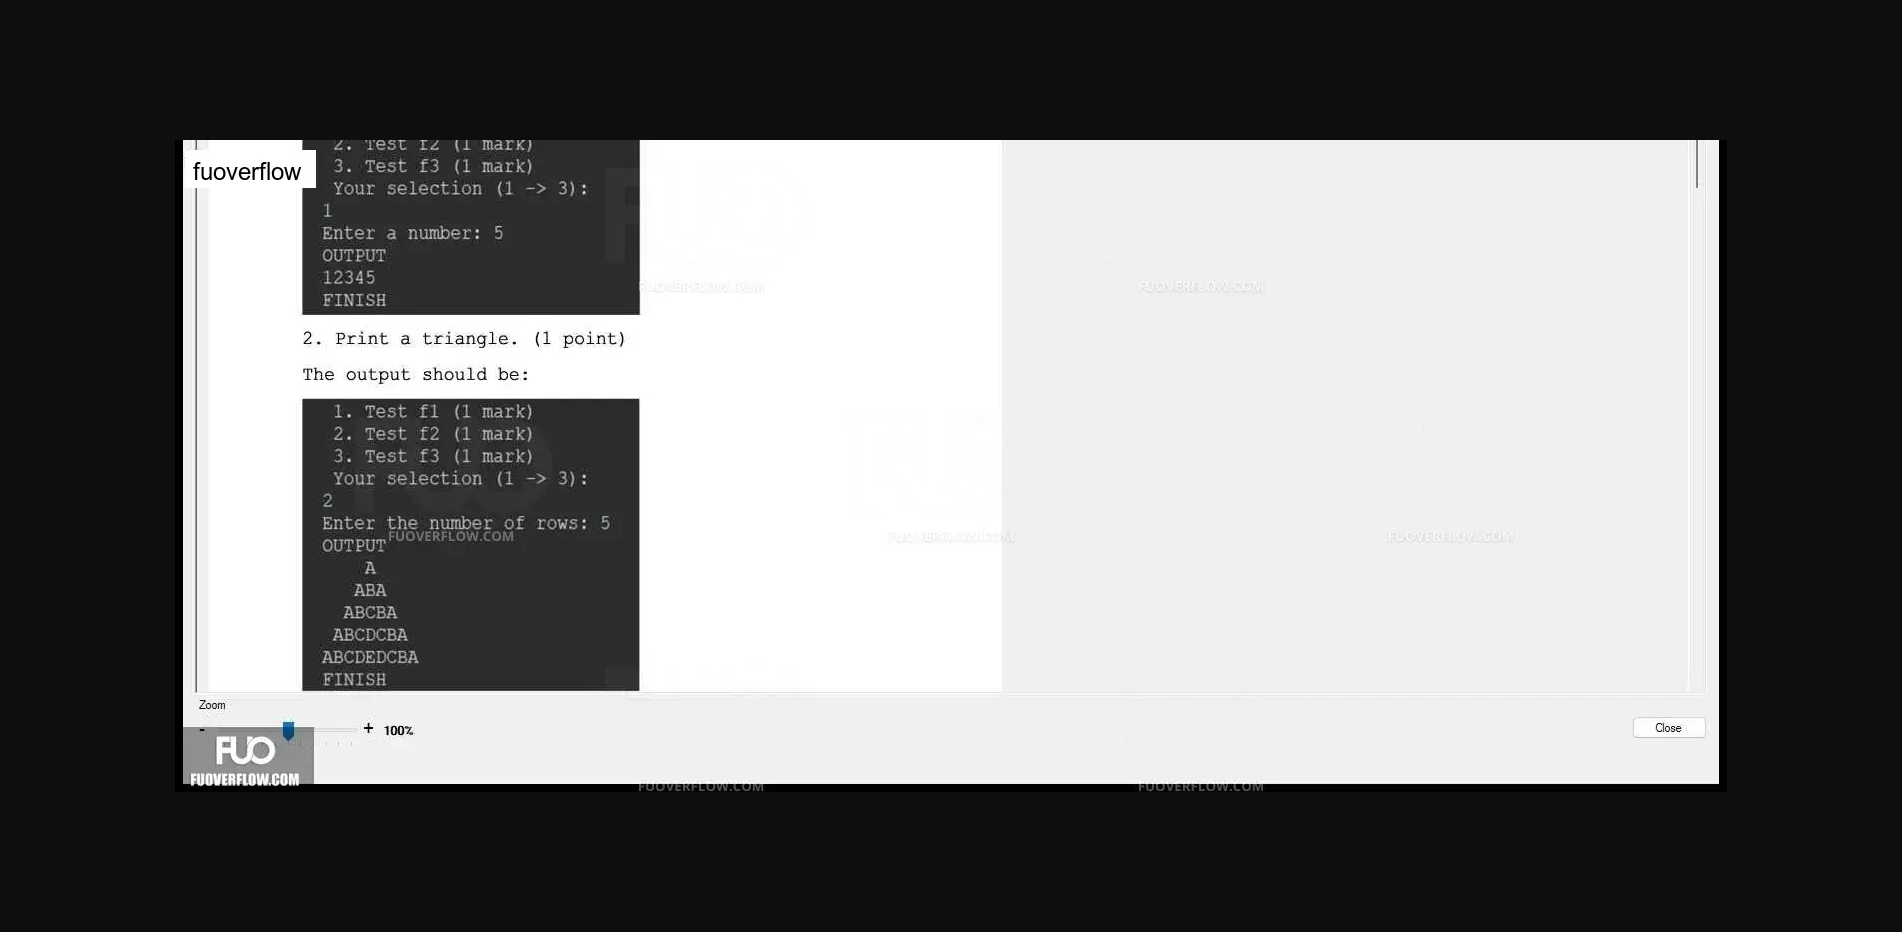 2. Test f2 (1 mark)
fuoverflow
3. Test f3 (1 mark)
Your selection (1 -> 3):
1
Enter a number: 5
OUTPUT
12345
FINISH
FUOVERFLOW.COM
FUOVERFLOW.COM
2. Print a triangle. (1 point)
The output should be:
1. Test f1 (1 mark)
2. Test f2 (1 mark)
3. Test f3 (1 mark)
Your selection (1 -> 3):
2
Enter the number of rows: 5
FUOVERFLOW.COM
FUOVERFLOW.COM
FUOVERFLOW.COM
OUTPUT
A
ABA
ABCBA
ABCDCBA
ABCDEDCBA
FINISH
Zoom
- + 100%
Close
FUO
FUOVERFLOW.COM
FUOVERFLOW.COM
FUOVERFLOW.COM